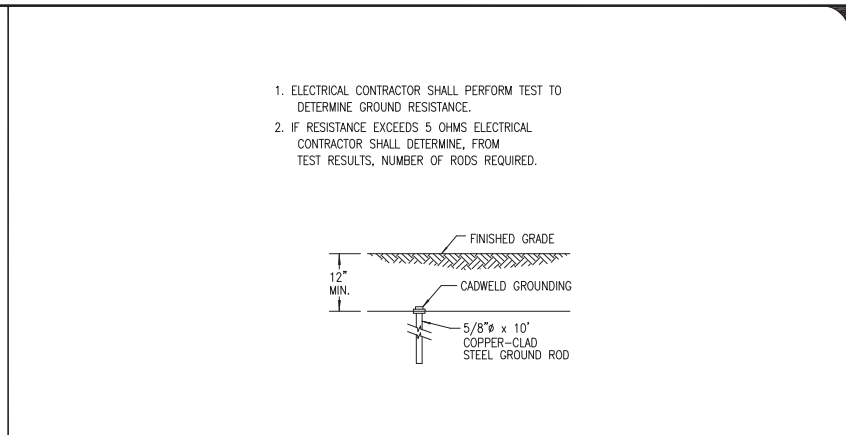 1. ELECTRICAL CONTRACTOR SHALL PERFORM TEST TO
DETERMINE GROUND RESISTANCE.
2. IF RESISTANCE EXCEEDS 5 OHMS ELECTRICAL
CONTRACTOR SHALL DETERMINE, FROM
TEST RESULTS, NUMBER OF RODS REQUIRED.
FINISHED GRADE
12"
MIN.
CADWELD GROUNDING
5/8"ø x 10'
COPPER-CLAD
STEEL GROUND ROD